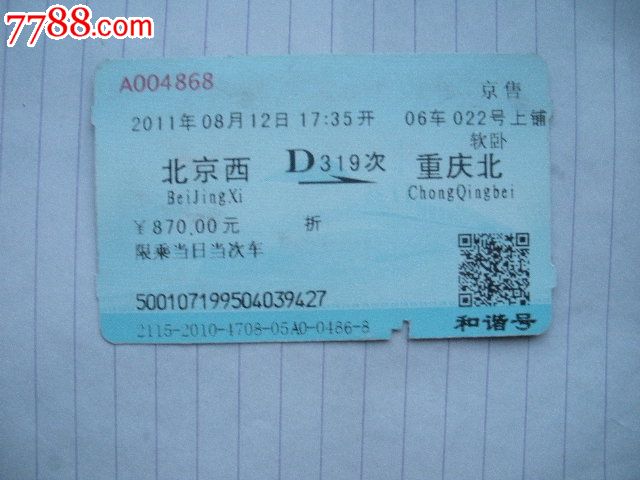 7788.com
A004868
京售
2011年08月12日17:35开 06车022号上铺
软卧
北京西 D319次 重庆北
BeiJingXi ChongQingbei
￥870.00元 折
限乘当日当次车
500107199504039427
2115-2010-4708-05A0-0486-8 和谐号